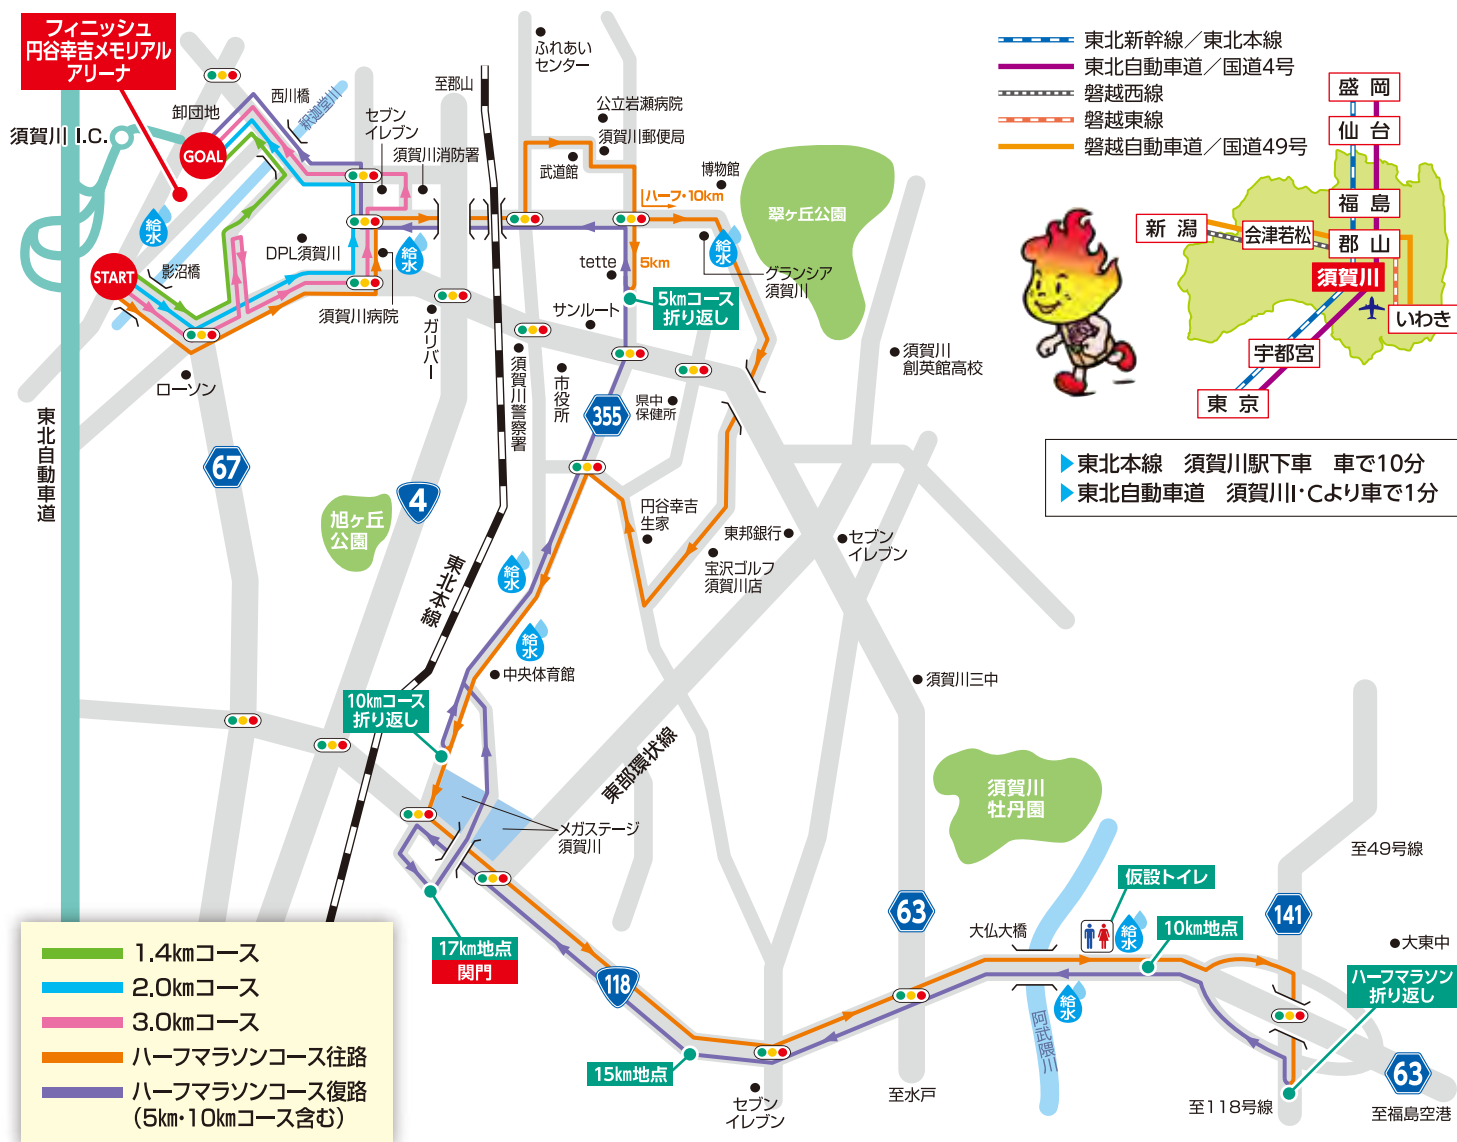 フィニッシュ
円谷幸吉メモリアル
アリーナ
須賀川 I.C.
卸団地
西川橋
釈迦堂川
GOAL
START
給水
影沼橋
DPL須賀川
セブン
イレブン
須賀川消防署
至郡山
ふれあい
センター
公立岩瀬病院
須賀川郵便局
武道館
博物館
ハーフ・10km
翠ヶ丘公園
給水
給水
グランシア
須賀川
tette
5km
5kmコース
折り返し
サンルート
須賀川病院
ガリバー
須賀川警察署
市役所
県中
保健所
355
ローソン
67
4
東北自動車道
旭ヶ丘
公園
東北本線
円谷幸吉
生家
東邦銀行
宝沢ゴルフ
須賀川店
セブン
イレブン
須賀川
創英館高校
給水
給水
中央体育館
10kmコース
折り返し
東部環状線
須賀川三中
メガステージ
須賀川
須賀川
牡丹園
至49号線
仮設トイレ
給水
10km地点
141
大東中
ハーフマラソン
折り返し
大仏大橋
63
17km地点
関門
118
給水
阿武隈川
15km地点
セブン
イレブン
至水戸
至118号線
63
至福島空港
東北新幹線／東北本線
東北自動車道／国道4号
磐越西線
磐越東線
磐越自動車道／国道49号
盛岡
仙台
福島
新潟
会津若松
郡山
須賀川
いわき
宇都宮
東京
東北本線　須賀川駅下車　車で10分
東北自動車道　須賀川I・Cより車で1分
1.4kmコース
2.0kmコース
3.0kmコース
ハーフマラソンコース往路
ハーフマラソンコース復路
(5km・10kmコース含む)